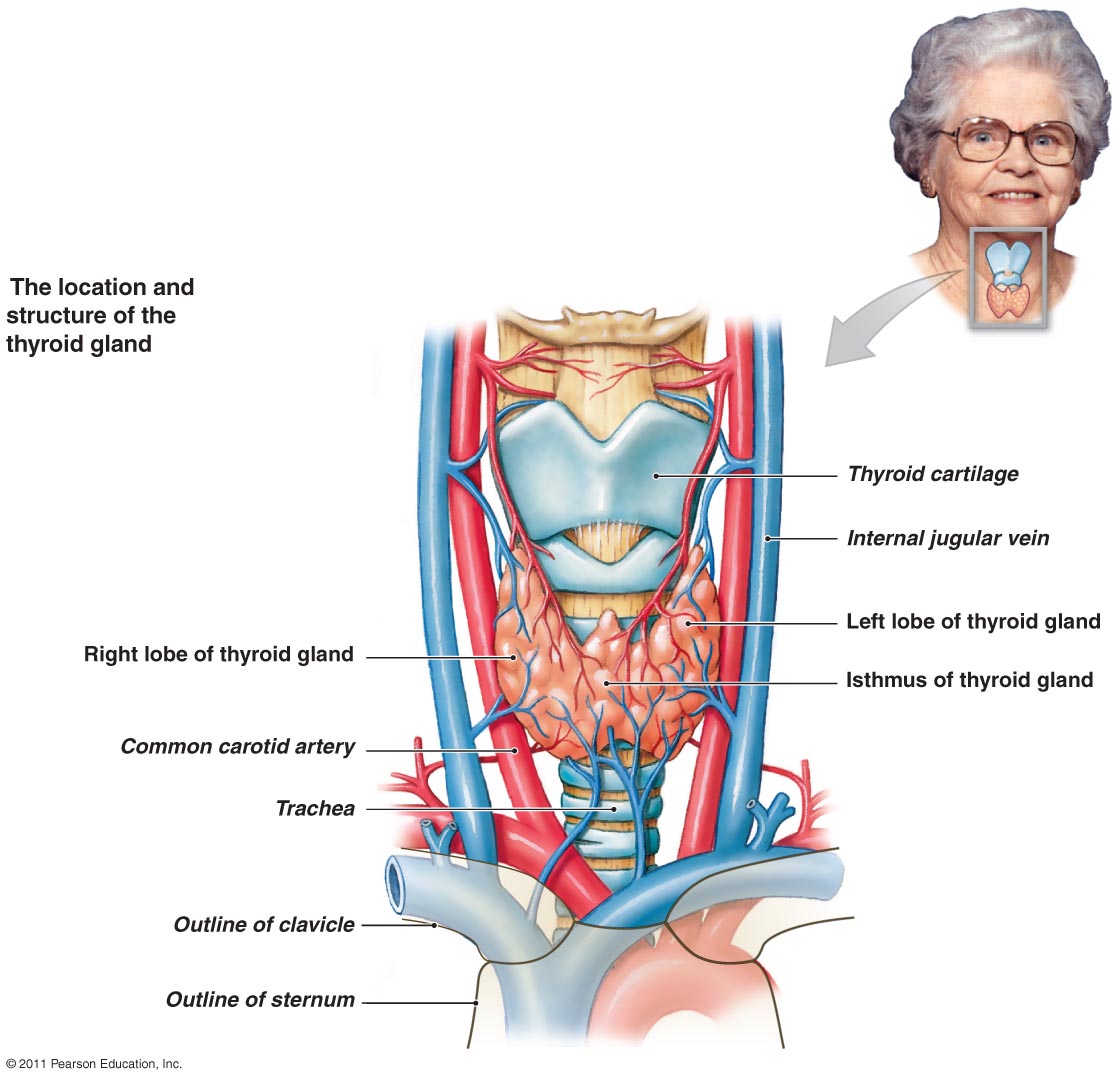 The location and
structure of the
thyroid gland
Thyroid cartilage
Internal jugular vein
Left lobe of thyroid gland
Right lobe of thyroid gland
Isthmus of thyroid gland
Common carotid artery
Trachea
Outline of clavicle
Outline of sternum
© 2011 Pearson Education, Inc.